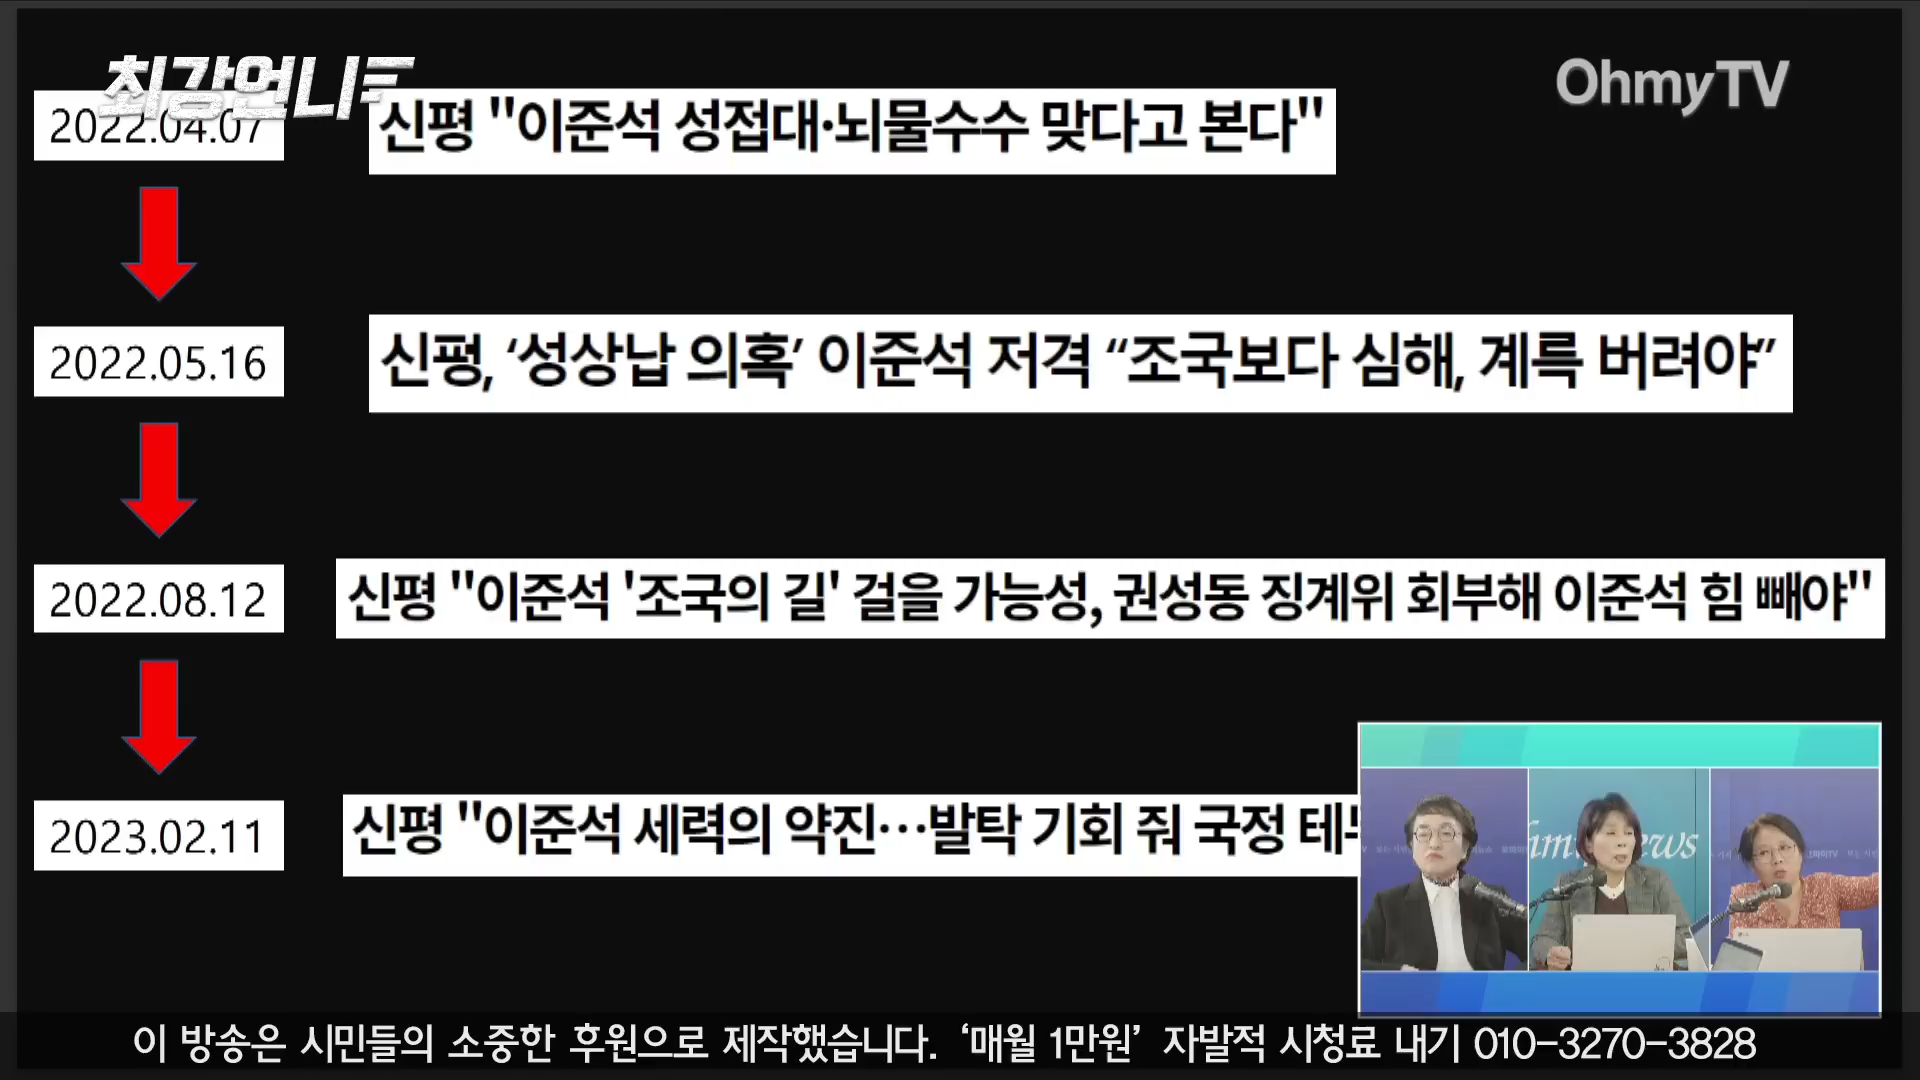 최강언니들
OhmyTV
2022.04.07
신평 "이준석 성접대·뇌물수수 맞다고 본다"
2022.05.16
신평, ‘성상납 의혹’ 이준석 저격 “조국보다 심해, 계륵 버려야”
2022.08.12
신평 "이준석 '조국의 길' 걸을 가능성, 권성동 징계위 회부해 이준석 힘 빼야"
2023.02.11
신평 "이준석 세력의 약진…발탁 기회 줘 국정
이 방송은 시민들의 소중한 후원으로 제작했습니다. ‘매월 1만원’ 자발적 시청료 내기 010-3270-3828